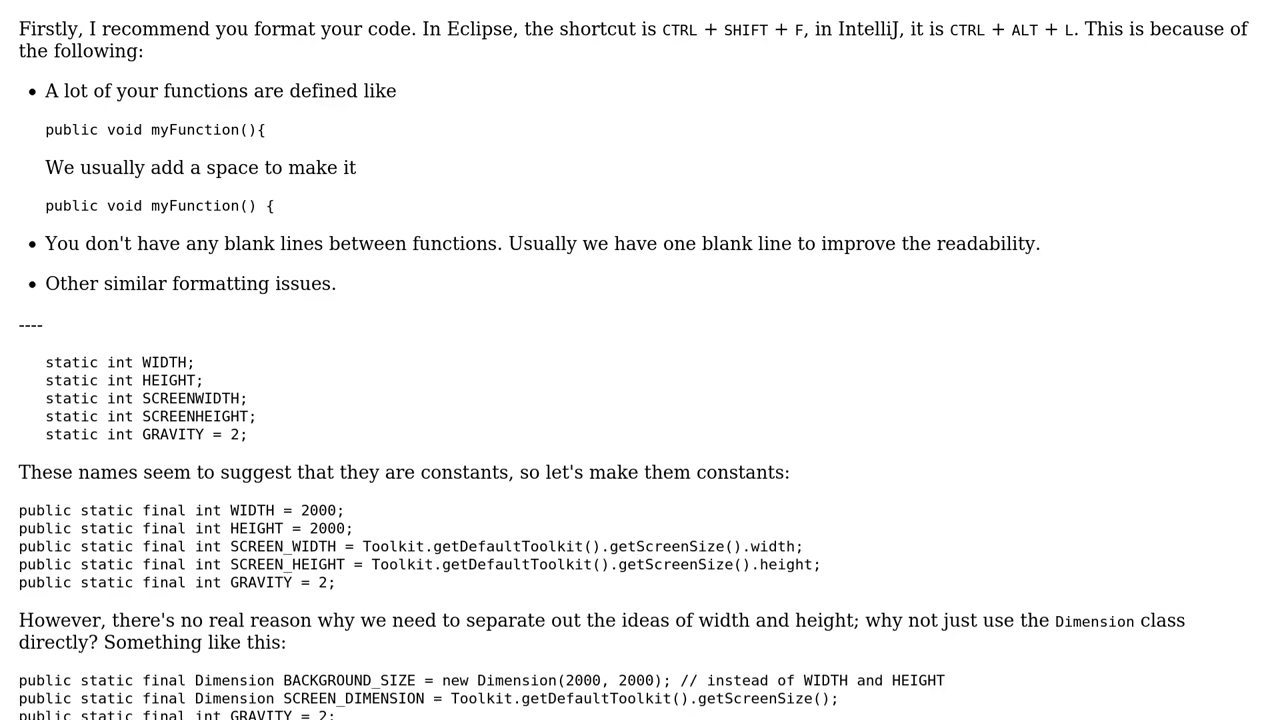 Firstly, I recommend you format your code. In Eclipse, the shortcut is CTRL + SHIFT + F, in IntelliJ, it is CTRL + ALT + L. This is because of
the following:
• A lot of your functions are defined like
public void myFunction(){
We usually add a space to make it
public void myFunction() {
• You don't have any blank lines between functions. Usually we have one blank line to improve the readability.
• Other similar formatting issues.
----
static int WIDTH;
static int HEIGHT;
static int SCREENWIDTH;
static int SCREENHEIGHT;
static int GRAVITY = 2;
These names seem to suggest that they are constants, so let's make them constants:
public static final int WIDTH = 2000;
public static final int HEIGHT = 2000;
public static final int SCREEN_WIDTH = Toolkit.getDefaultToolkit().getScreenSize().width;
public static final int SCREEN_HEIGHT = Toolkit.getDefaultToolkit().getScreenSize().height;
public static final int GRAVITY = 2;
However, there's no real reason why we need to separate out the ideas of width and height; why not just use the Dimension class
directly? Something like this:
public static final Dimension BACKGROUND_SIZE = new Dimension(2000, 2000); // instead of WIDTH and HEIGHT
public static final Dimension SCREEN_DIMENSION = Toolkit.getDefaultToolkit().getScreenSize();
public static final int GRAVITY = 2;